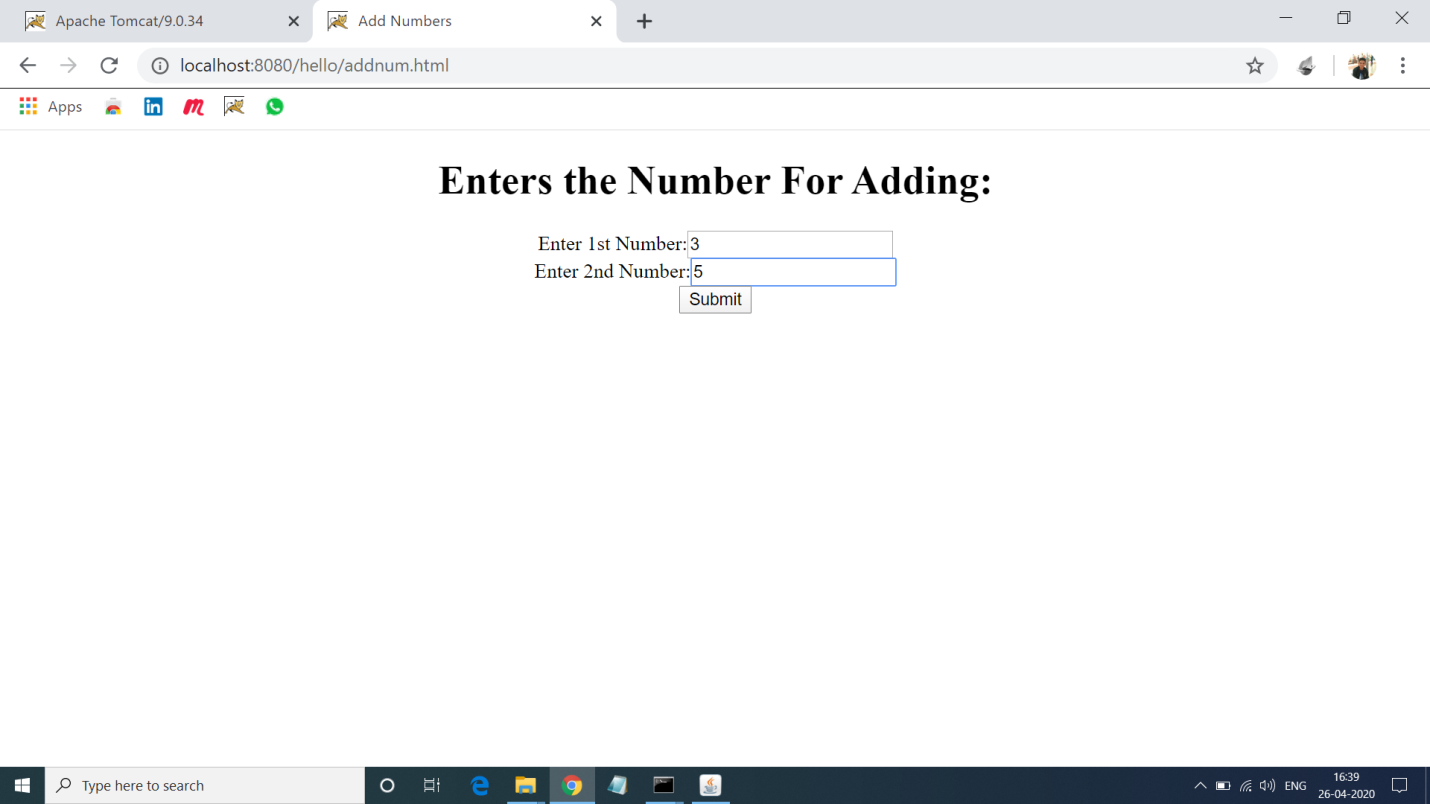 Apache Tomcat/9.0.34
Add Numbers
localhost:8080/hello/addnum.html
Apps
in
Enters the Number For Adding:
Enter 1st Number:3
Enter 2nd Number:5
Submit
Type here to search
ENG
16:39
26-04-2020